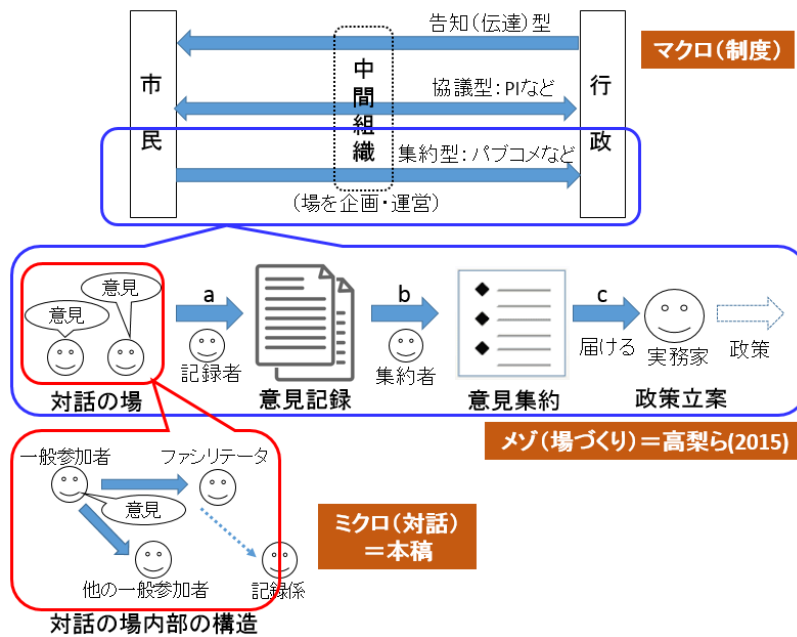 告知(伝達)型
マクロ(制度)
市民
中間組織
行政
協議型:PIなど
集約型:パブコメなど
(場を企画・運営)
意見
意見
a
b
c
記録者
集約者
届ける
実務家
政策
対話の場
意見記録
意見集約
政策立案
メゾ(場づくり)=高梨ら(2015)
一般参加者
ファシリテータ
意見
ミクロ(対話)
=本稿
他の一般参加者
記録係
対話の場内部の構造